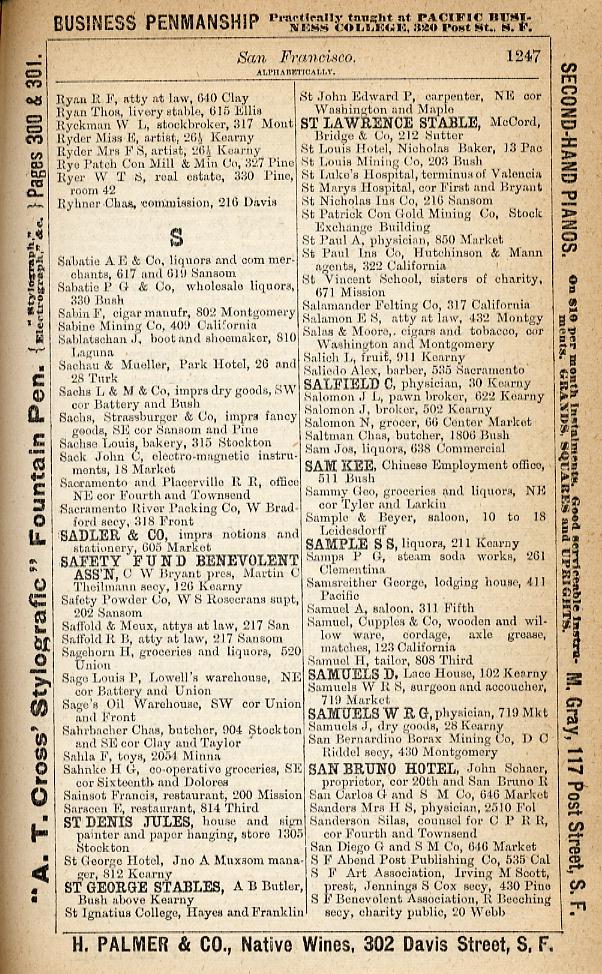 BUSINESS PENMANSHIP Practically taught at PACIFIC BUSI-
NESS COLLEGE, 320 Post St., S. F.
San Francisco. 1247
ALPHABETICALLY.
Ryan R F, atty at law, 640 Clay
Ryan Thos, livery stable, 615 Ellis
Ryckman W L, stockbroker, 317 Mont
Ryder Miss E, artist, 26½ Kearny
Ryder Mrs F S, artist, 26½ Kearny
Rye Patch Con Mill & Min Co, 327 Pine
Ryer W T S, real estate, 330 Pine,
room 42
Ryhner Chas, commission, 216 Davis
S
Sabatie A E & Co, liquors and com mer-
chants, 617 and 619 Sansom
Sabatie P G & Co, wholesale liquors,
330 Bush
Sabin F, cigar manufr, 802 Montgomery
Sabine Mining Co, 409 California
Sablatschan J, boot and shoemaker, 810
Laguna
Sachau & Mueller, Park Hotel, 26 and
28 Turk
Sachs L & M & Co, imprs dry goods, SW
cor Battery and Bush
Sachs, Strassburger & Co, imprs fancy
goods, SE cor Sansom and Pine
Sachse Louis, bakery, 315 Stockton
Sack John C, electro-magnetic instru-
ments, 18 Market
Sacramento and Placerville R R, office
NE cor Fourth and Townsend
Sacramento River Packing Co, W Brad-
ford secy, 318 Front
SADLER & CO, imprs notions and
stationery, 605 Market
SAFETY FUND BENEVOLENT
ASS'N, C W Bryant pres, Martin C
Theilmann secy, 126 Kearny
Safety Powder Co, W S Rosecrans supt,
202 Sansom
Saffold & Meux, attys at law, 217 San
Saffold R B, atty at law, 217 Sansom
Sagehorn H, groceries and liquors, 520
Union
Sage Louis P, Lowell's warehouse, NE
cor Battery and Union
Sage's Oil Warehouse, SW cor Union
and Front
Sahrbacher Chas, butcher, 904 Stockton
and SE cor Clay and Taylor
Sahla F, toys, 2054 Minna
Sahnke H G, co-operative groceries, SE
cor Sixteenth and Dolores
Sainsot Francis, restaurant, 200 Mission
Sarscen E, restaurant, 814 Third
ST DENIS JULES, house and sign
painter and paper hanging, store 1305
Stockton
St George Hotel, Jno A Muxsom mana-
ger, 812 Kearny
ST GEORGE STABLES, A B Butler,
Bush above Kearny
St Ignatius College, Hayes and Franklin
St John Edward P, carpenter, NE cor
Washington and Maple
ST LAWRENCE STABLE, McCord,
Bridge & Co, 212 Sutter
St Louis Hotel, Nicholas Baker, 13 Pac
St Louis Mining Co, 203 Bush
St Luke's Hospital, terminus of Valencia
St Marys Hospital, cor First and Bryant
St Nicholas Ins Co, 216 Sansom
St Patrick Con Gold Mining Co, Stock
Exchange Building
St Paul A, physician, 850 Market
St Paul Ins Co, Hutchinson & Mann
agents, 322 California
St Vincent School, sisters of charity,
671 Mission
Salamander Felting Co, 317 California
Salamon E S, atty at law, 432 Montgy
Salas & Moore, cigars and tobacco, cor
Washington and Montgomery
Salich L, fruit, 911 Kearny
Saliedo Alex, barber, 535 Sacramento
SALFIELD C, physician, 30 Kearny
Salomon J L, pawn broker, 622 Kearny
Salomon J, broker, 502 Kearny
Salomon N, grocer, 66 Center Market
Saltman Chas, butcher, 1806 Bush
Sam Jos, liquors, 638 Commercial
SAM KEE, Chinese Employment office,
511 Bush
Sammy Geo, groceries and liquors, NE
cor Tyler and Larkin
Sample & Beyer, saloon, 10 to 18
Leidesdorff
SAMPLE S S, liquors, 211 Kearny
Samps P G, steam soda works, 261
Clementina
Samsreither George, lodging house, 411
Pacific
Samuel A, saloon, 311 Fifth
Samuel, Cupples & Co, wooden and wil-
low ware, cordage, axle grease,
matches, 123 California
Samuel H, tailor, 808 Third
SAMUELS D. Lace House, 102 Kearny
Samuels W R S, surgeon and accoucher,
719 Market
SAMUELS W R G, physician, 719 Mkt
Samuels J, dry goods, 28 Kearny
San Bernardino Borax Mining Co, D C
Riddel secy, 430 Montgomery
SAN BRUNO HOTEL, John Schaer,
proprietor, cor 20th and San Bruno R
San Carlos G and S M Co, 646 Market
Sanders Mrs H S, physician, 2510 Fol
Sanderson Silas, counsel for C P R R,
cor Fourth and Townsend
San Diego G and S M Co, 646 Market
S F Abend Post Publishing Co, 535 Cal
S F Art Association, Irving M Scott,
prest, Jennings S Cox secy, 430 Pine
S F Benevolent Association, R Beeching
secy, charity public, 20 Webb
"A. T. Cross' Stylografic" Fountain Pen. { "Stylograph," Electrograph," &c. } Pages 300 & 301.
SECOND-HAND PIANOS. On $10 per month Instalments. Good serviceable Instru-
ments. GRANDS, SQUARES and UPRIGHTS. M. Gray, 117 Post Street, S. F.
H. PALMER & CO., Native Wines, 302 Davis Street, S. F.